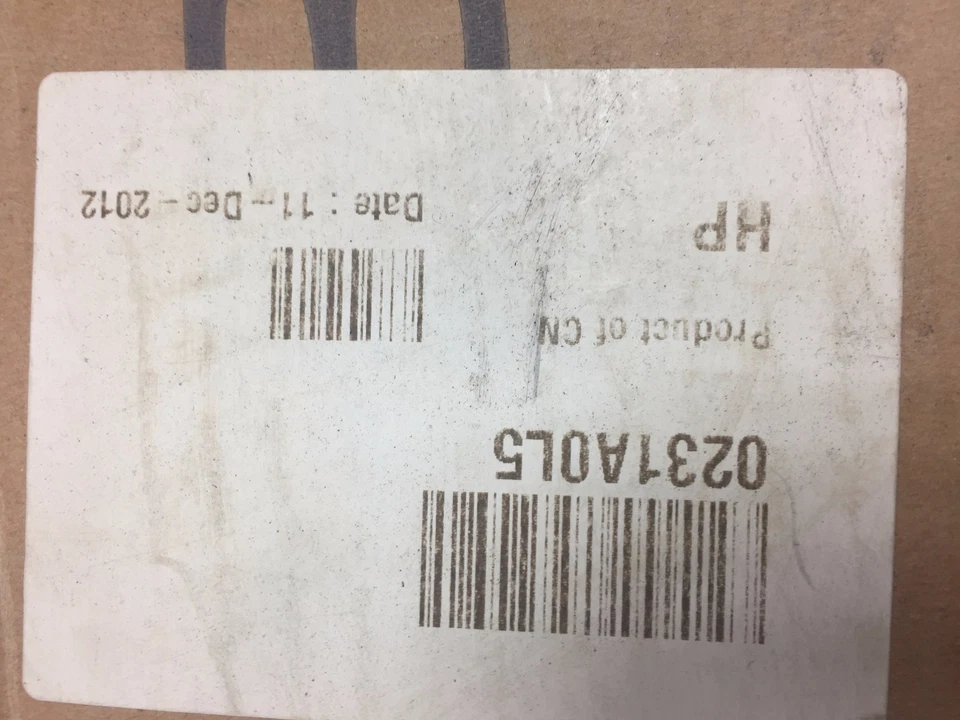 0231A0L5
Product of CN
HP
Date : 11 - Dec - 2012